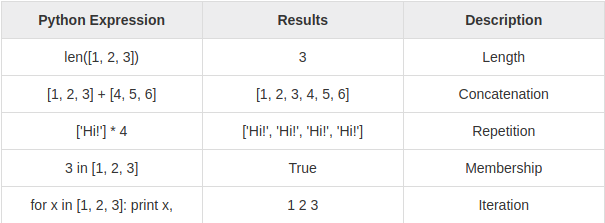 Python Expression Results Description
len([1, 2, 3]) 3 Length
[1, 2, 3] + [4, 5, 6] [1, 2, 3, 4, 5, 6] Concatenation
['Hi!'] * 4 ['Hi!', 'Hi!', 'Hi!', 'Hi!'] Repetition
3 in [1, 2, 3] True Membership
for x in [1, 2, 3]: print x, 1 2 3 Iteration